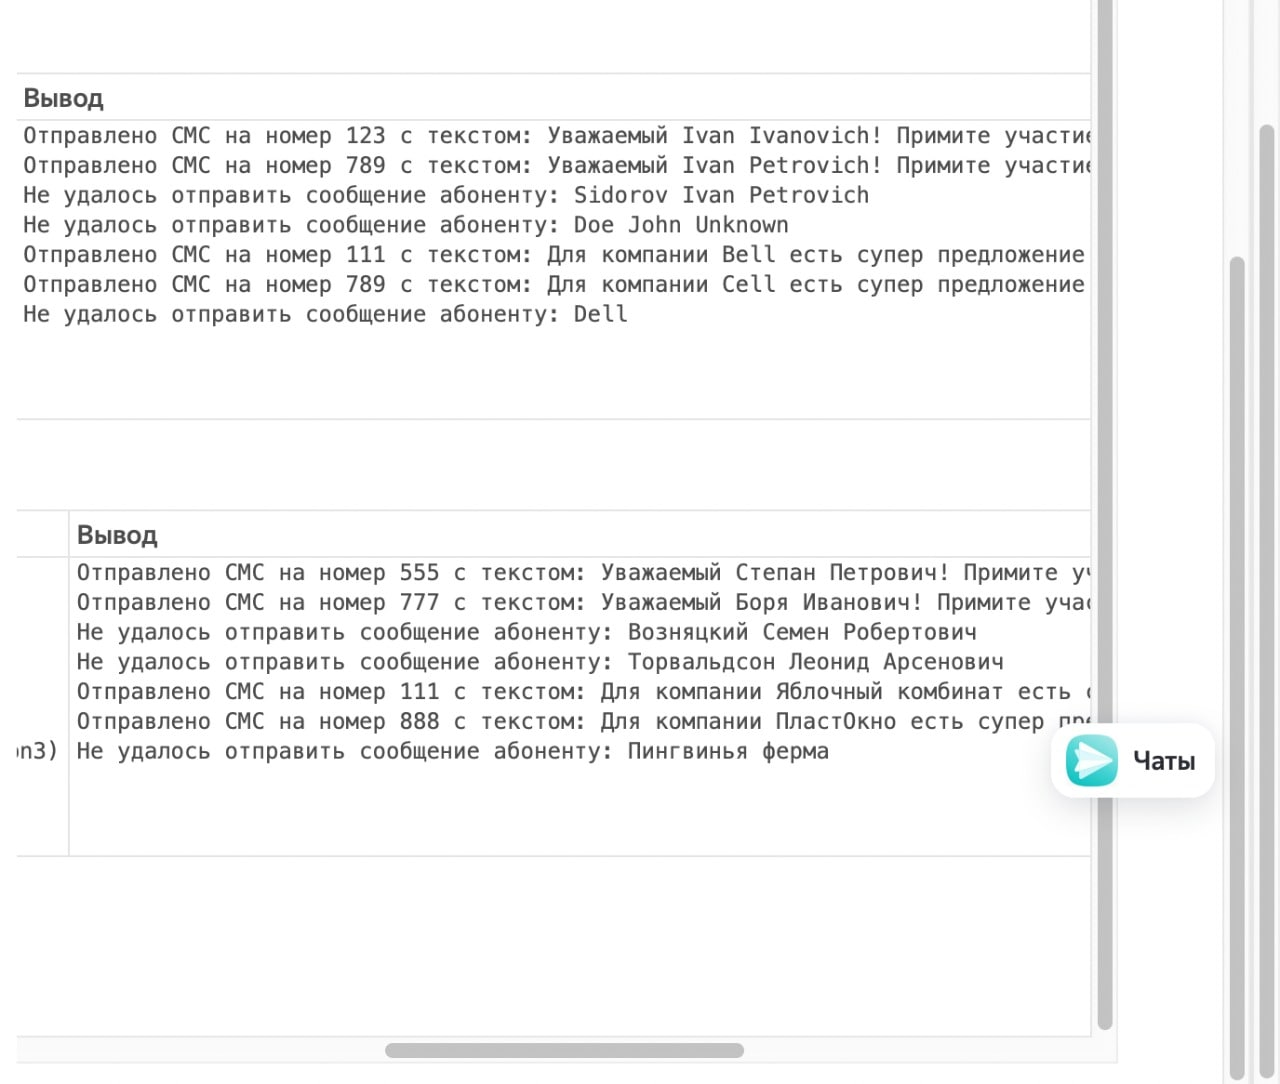 Вывод
Отправлено СМС на номер 123 с текстом: Уважаемый Ivan Ivanovich! Примите участие
Отправлено СМС на номер 789 с текстом: Уважаемый Ivan Petrovich! Примите участие
Не удалось отправить сообщение абоненту: Sidorov Ivan Petrovich
Не удалось отправить сообщение абоненту: Doe John Unknown
Отправлено СМС на номер 111 с текстом: Для компании Bell есть супер предложение
Отправлено СМС на номер 789 с текстом: Для компании Cell есть супер предложение
Не удалось отправить сообщение абоненту: Dell
Вывод
Отправлено СМС на номер 555 с текстом: Уважаемый Степан Петрович! Примите
Отправлено СМС на номер 777 с текстом: Уважаемый Боря Иванович! Примите
Не удалось отправить сообщение абоненту: Возняцкий Семен Робертович
Не удалось отправить сообщение абоненту: Торвальдсон Леонид Арсенович
Отправлено СМС на номер 111 с текстом: Для компании Яблочный комбинат есть
Отправлено СМС на номер 888 с текстом: Для компании ПластОкно есть супер
on3) Не удалось отправить сообщение абоненту: Пингвинья ферма
Чаты